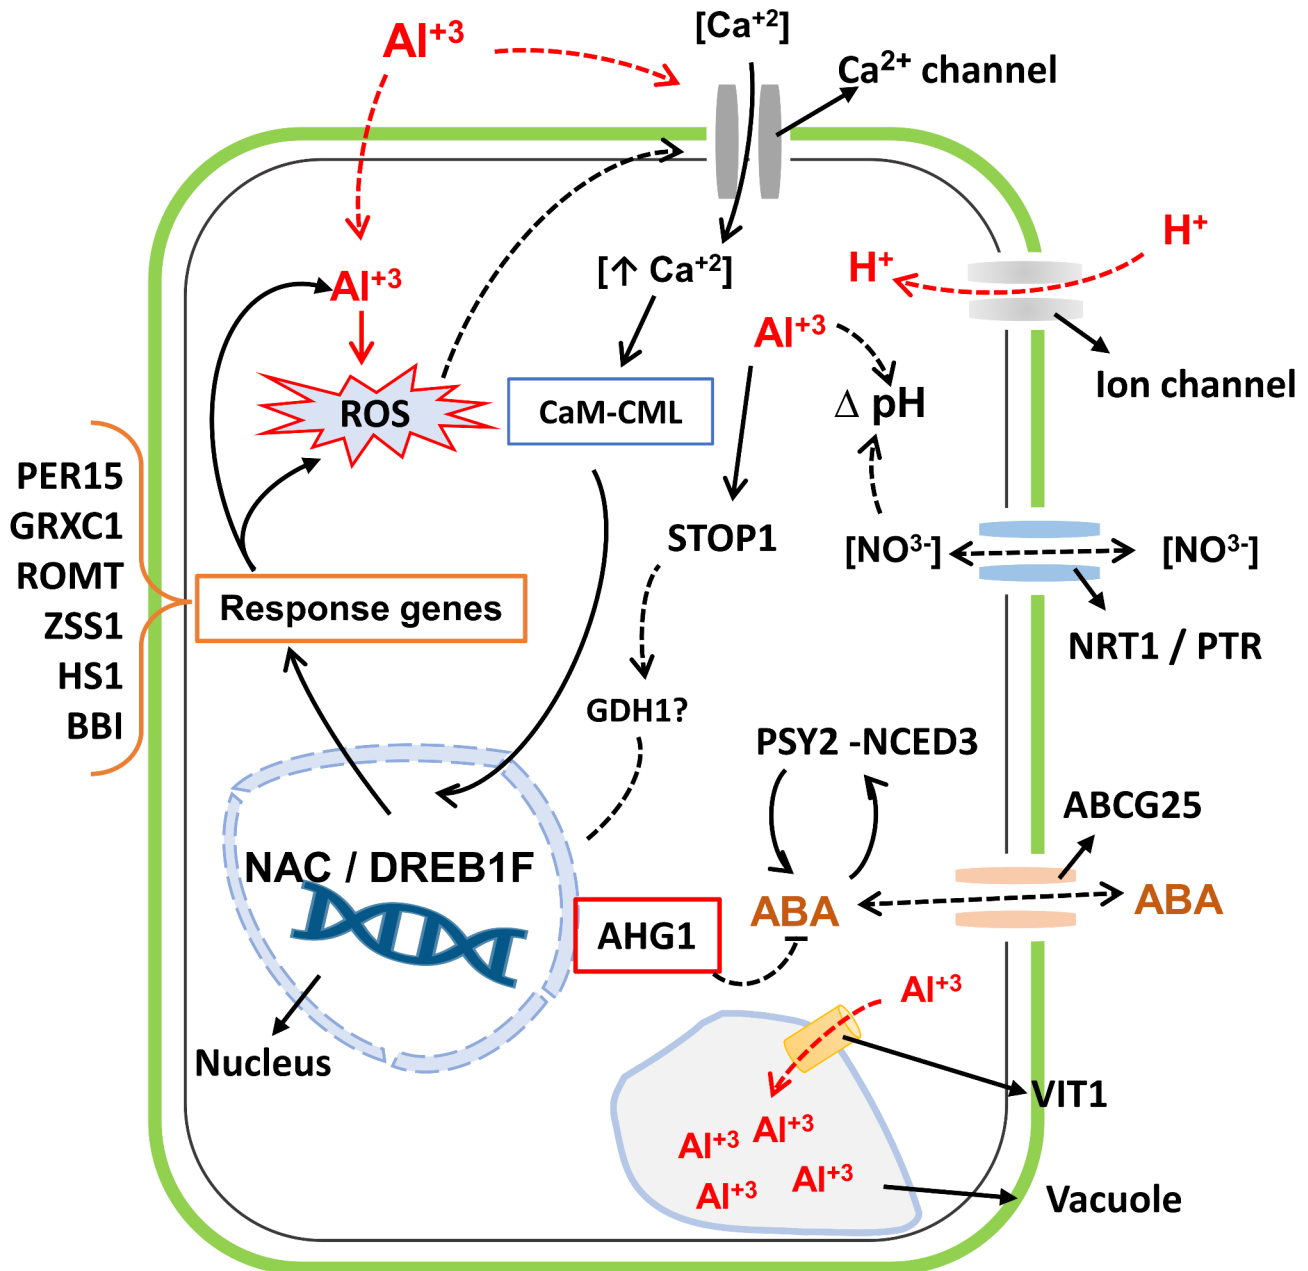 Al⁺³
[Ca⁺²]
Ca²⁺ channel
H⁺
H⁺
Al⁺³
[↑ Ca⁺²]
Al⁺³
Δ pH
Ion channel
ROS
CaM-CML
PER15
GRXC1
ROMT
ZSS1
HS1
BBI
Response genes
STOP1
[NO³⁻]
[NO³⁻]
NRT1 / PTR
GDH1?
PSY2 -NCED3
ABCG25
NAC / DREB1F
AHG1
ABA
ABA
Nucleus
Al⁺³
VIT1
Al⁺³
Al⁺³
Al⁺³
Al⁺³
Vacuole